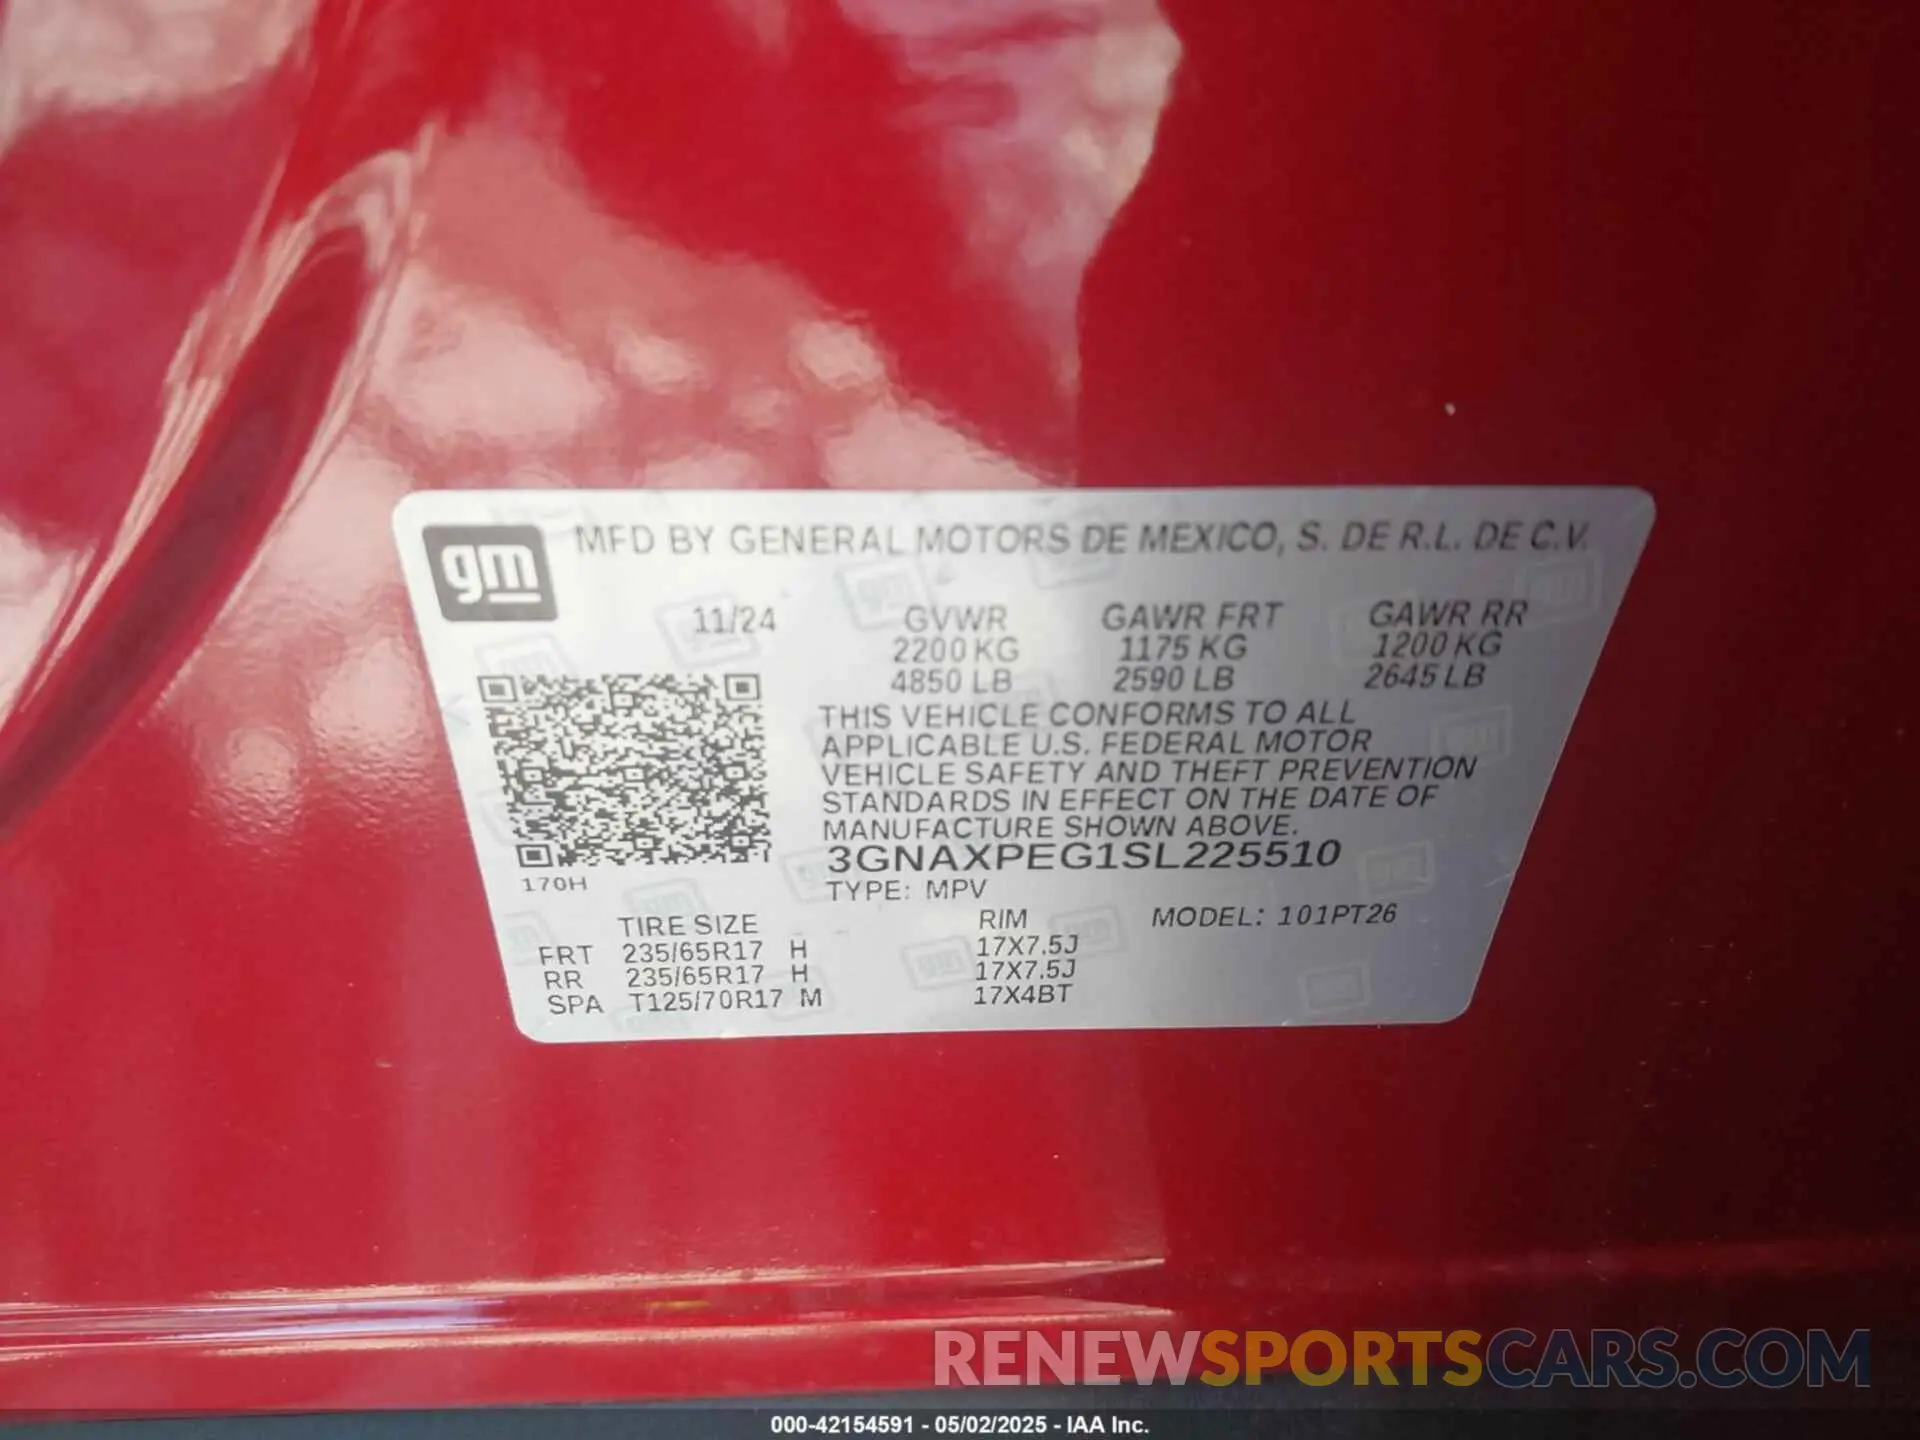 gm MFD BY GENERAL MOTORS DE MEXICO, S. DE R.L. DE C.V.
11/24 GVWR GAWR FRT GAWR RR
2200 KG 1175 KG 1200 KG
4850 LB 2590 LB 2645 LB
THIS VEHICLE CONFORMS TO ALL
APPLICABLE U.S. FEDERAL MOTOR
VEHICLE SAFETY AND THEFT PREVENTION
STANDARDS IN EFFECT ON THE DATE OF
MANUFACTURE SHOWN ABOVE.
3GNAXPEG1SL225510
170H TYPE: MPV
TIRE SIZE RIM MODEL: 101PT26
FRT 235/65R17 H 17X7.5J
RR 235/65R17 H 17X7.5J
SPA T125/70R17 M 17X4BT
RENEWSPORTSCARS.COM
000-42154591 - 05/02/2025 - IAA Inc.